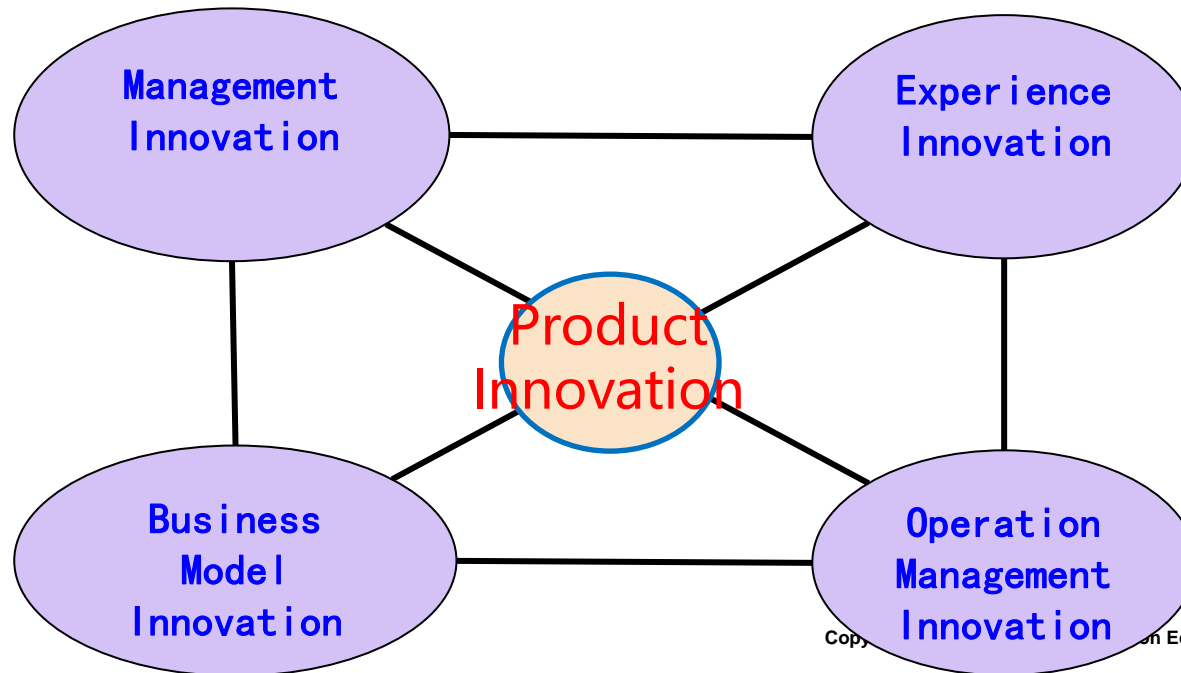 Management
Innovation
Experience
Innovation
Product
Innovation
Business
Model
Innovation
Operation
Management
Innovation